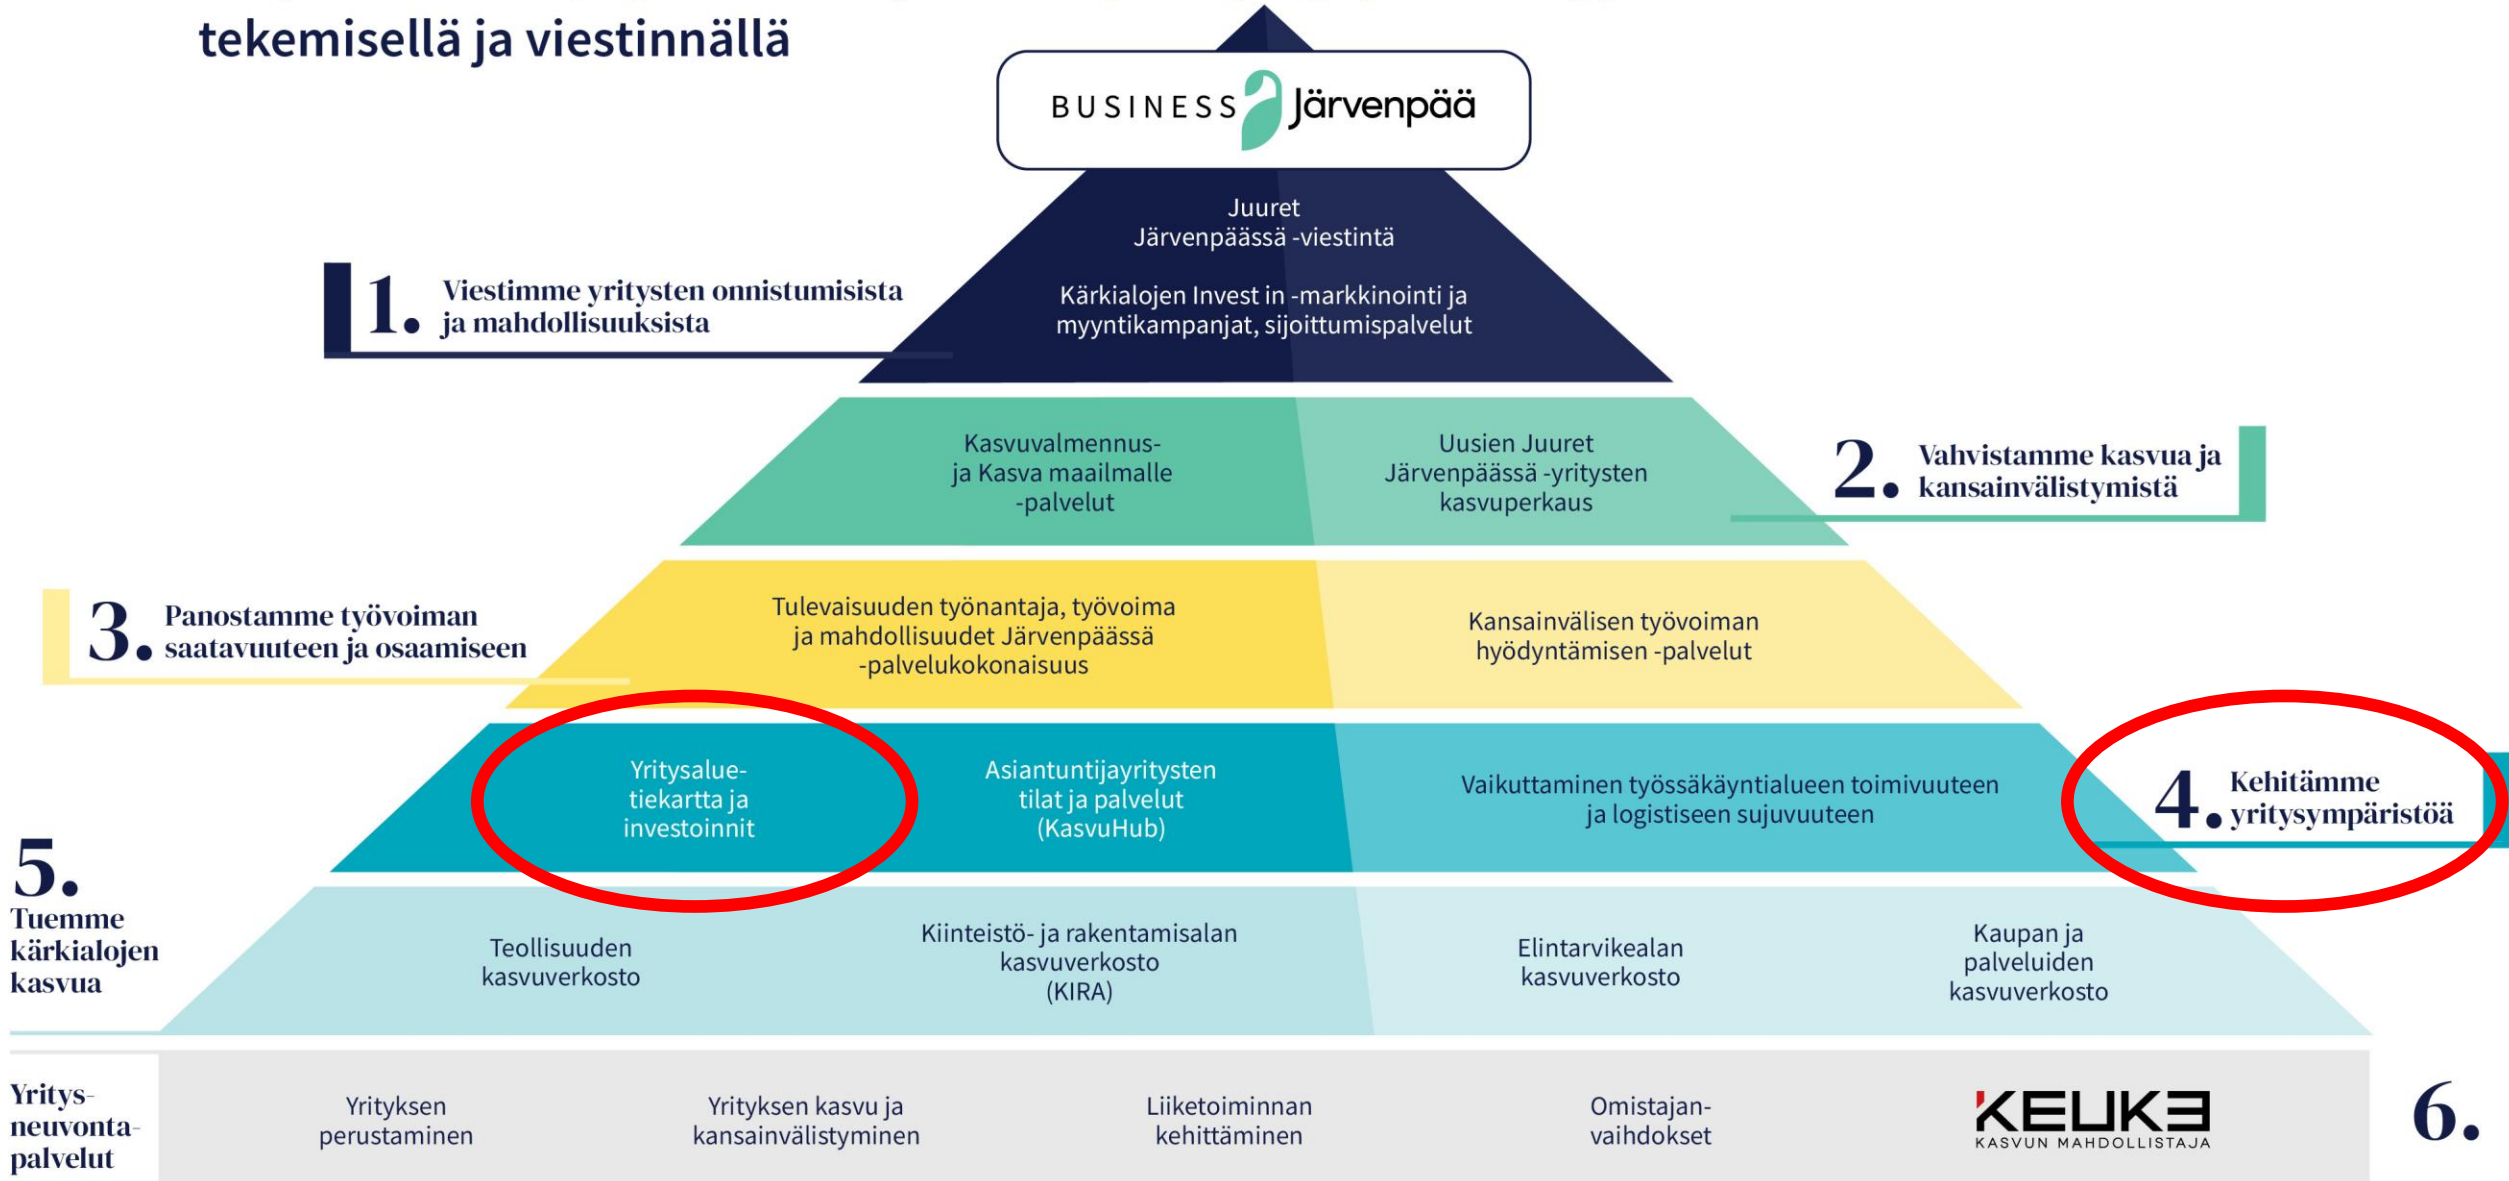 tekemisellä ja viestinnällä
BUSINESS Järvenpää
Juuret
Järvenpäässä -viestintä
Kärkialojen Invest in -markkinointi ja
myyntikampanjat, sijoittumispalvelut
1. Viestimme yritysten onnistumisista
ja mahdollisuuksista
Kasvuvalmennus-
ja Kasva maailmalle
-palvelut
Uusien Juuret
Järvenpäässä -yritysten
kasvuperkaus
2. Vahvistamme kasvua ja
kansainvälistymistä
3. Panostamme työvoiman
saatavuuteen ja osaamiseen
Tulevaisuuden työnantaja, työvoima
ja mahdollisuudet Järvenpäässä
-palvelukokonaisuus
Kansainvälisen työvoiman
hyödyntämisen -palvelut
Yritysalue-
tiekartta ja
investoinnit
Asiantuntijayritysten
tilat ja palvelut
(KasvuHub)
Vaikuttaminen työssäkäyntialueen toimivuuteen
ja logistiseen sujuvuuteen
4. Kehitämme
yritysympäristöä
5.
Tuemme
kärkialojen
kasvua
Teollisuuden
kasvuverkosto
Kiinteistö- ja rakentamisalan
kasvuverkosto
(KIRA)
Elintarvikealan
kasvuverkosto
Kaupan ja
palveluiden
kasvuverkosto
Yritys-
neuvonta-
palvelut
Yrityksen
perustaminen
Yrityksen kasvu ja
kansainvälistyminen
Liiketoiminnan
kehittäminen
Omistajan-
vaihdokset
KEUKE
KASVUN MAHDOLLISTAJA
6.